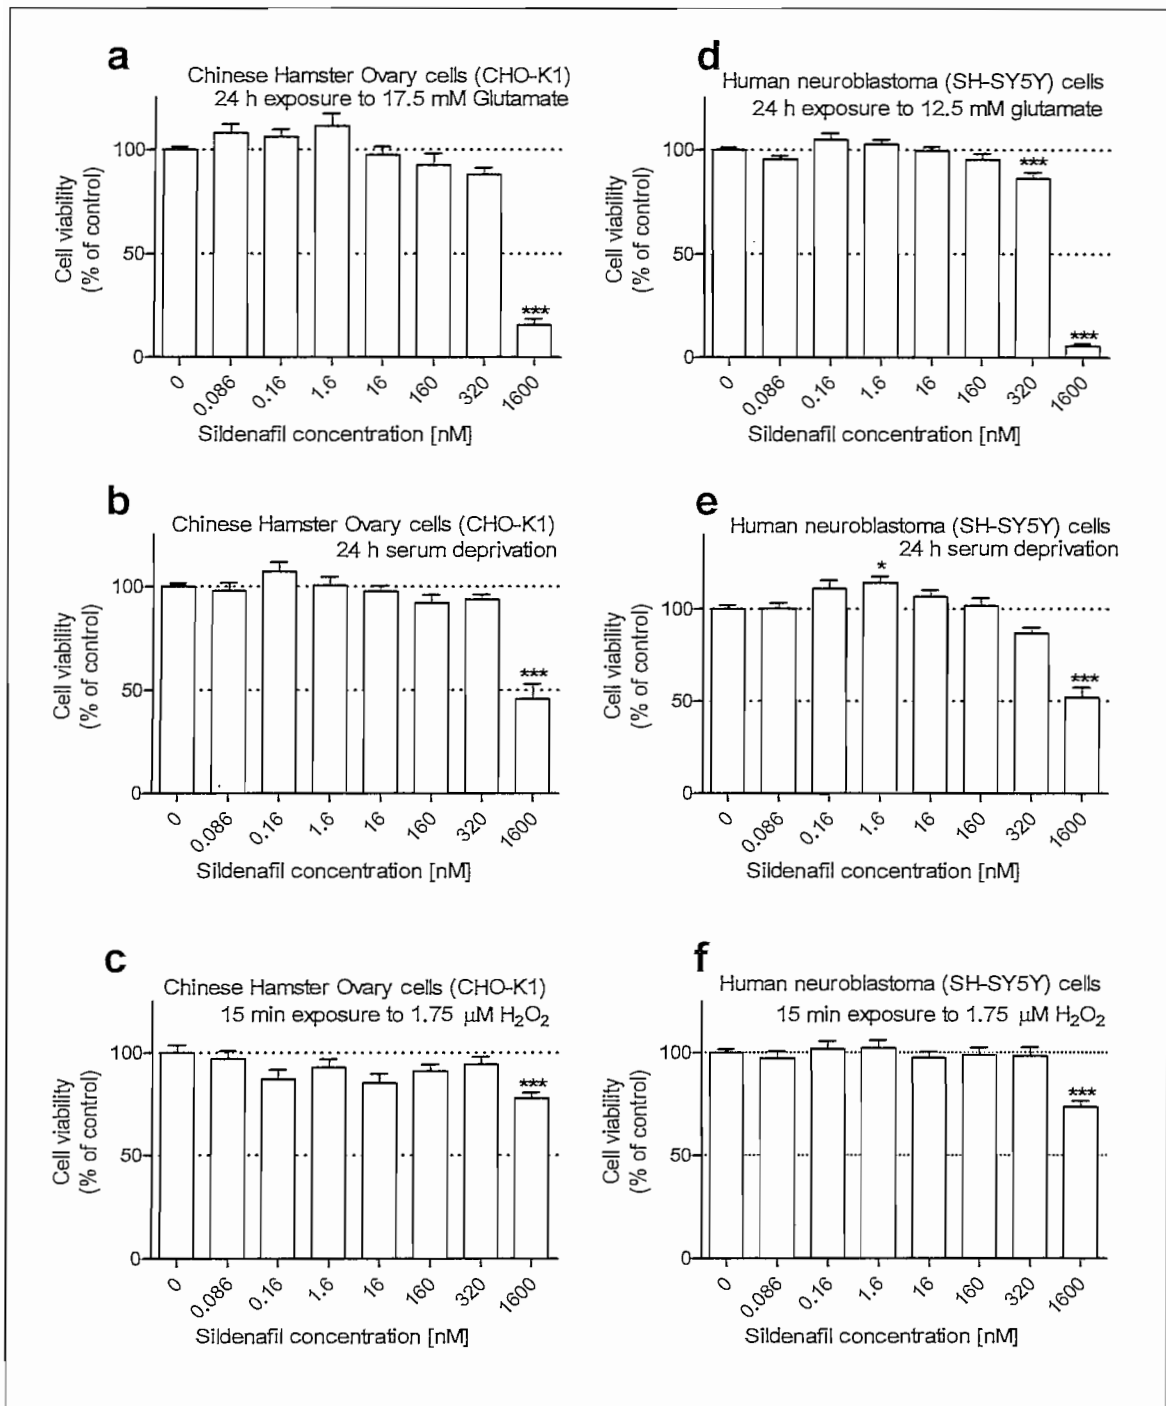 a
Chinese Hamster Ovary cells (CHO-K1)
24 h exposure to 17.5 mM Glutamate
Cell viability
(% of control)
100
50
0
***
0 0.086 0.16 1.6 16 160 320 1600
Sildenafil concentration [nM]
d
Human neuroblastoma (SH-SY5Y) cells
24 h exposure to 12.5 mM glutamate
Cell viability
(% of control)
100
50
0
***
***
0 0.086 0.16 1.6 16 160 320 1600
Sildenafil concentration [nM]
b
Chinese Hamster Ovary cells (CHO-K1)
24 h serum deprivation
Cell viability
(% of control)
100
50
0
***
0 0.086 0.16 1.6 16 160 320 1600
Sildenafil concentration [nM]
e
Human neuroblastoma (SH-SY5Y) cells
24 h serum deprivation
Cell viability
(% of control)
100
50
0
*
***
0 0.086 0.16 1.6 16 160 320 1600
Sildenafil concentration [nM]
c
Chinese Hamster Ovary cells (CHO-K1)
15 min exposure to 1.75 µM H₂O₂
Cell viability
(% of control)
100
50
0
***
0 0.086 0.16 1.6 16 160 320 1600
Sildenafil concentration [nM]
f
Human neuroblastoma (SH-SY5Y) cells
15 min exposure to 1.75 µM H₂O₂
Cell viability
(% of control)
100
50
0
***
0 0.086 0.16 1.6 16 160 320 1600
Sildenafil concentration [nM]